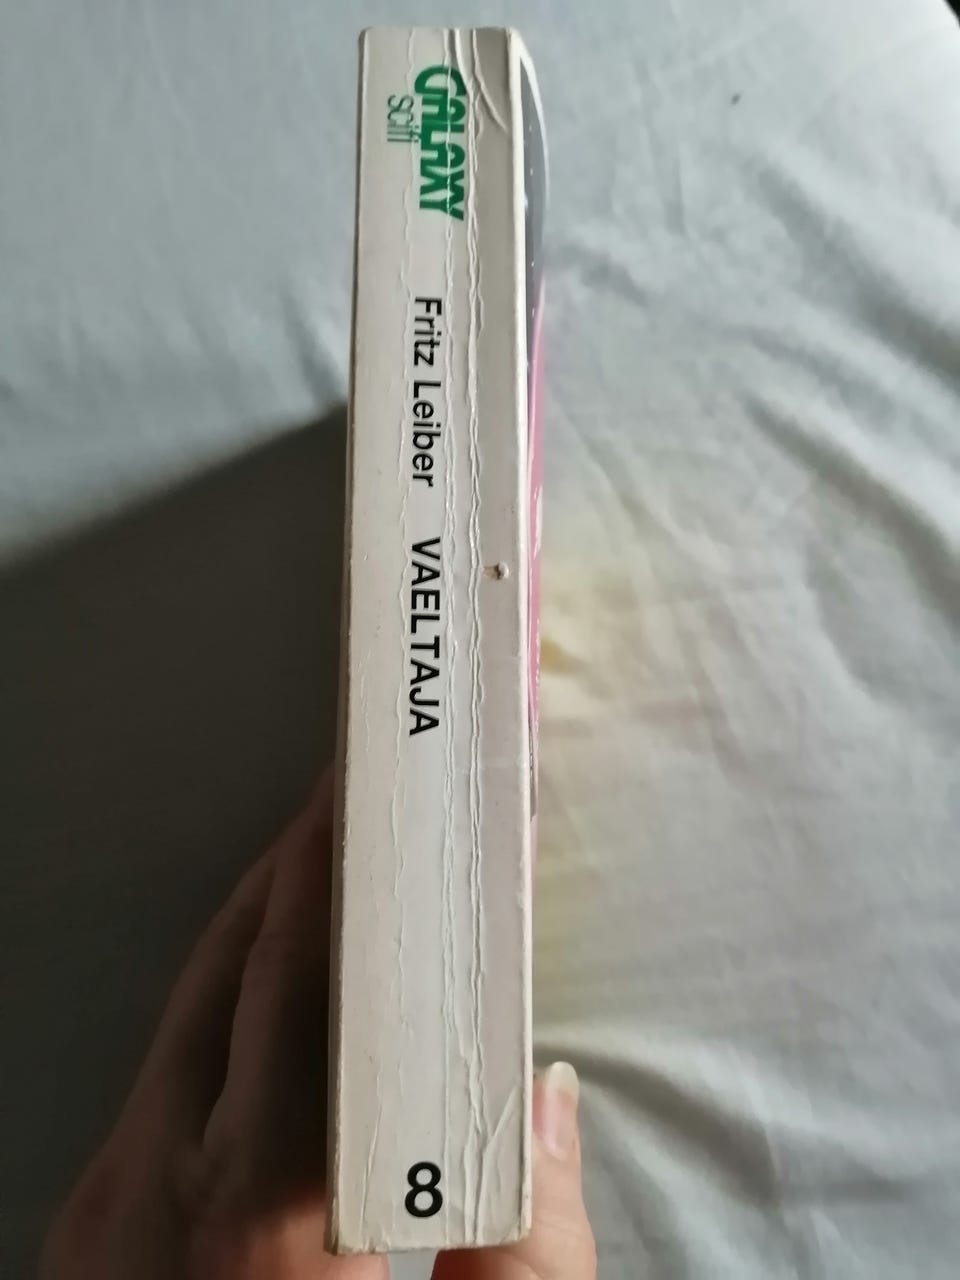 GALAXY
scifi
Fritz Leiber VAELTAJA
8